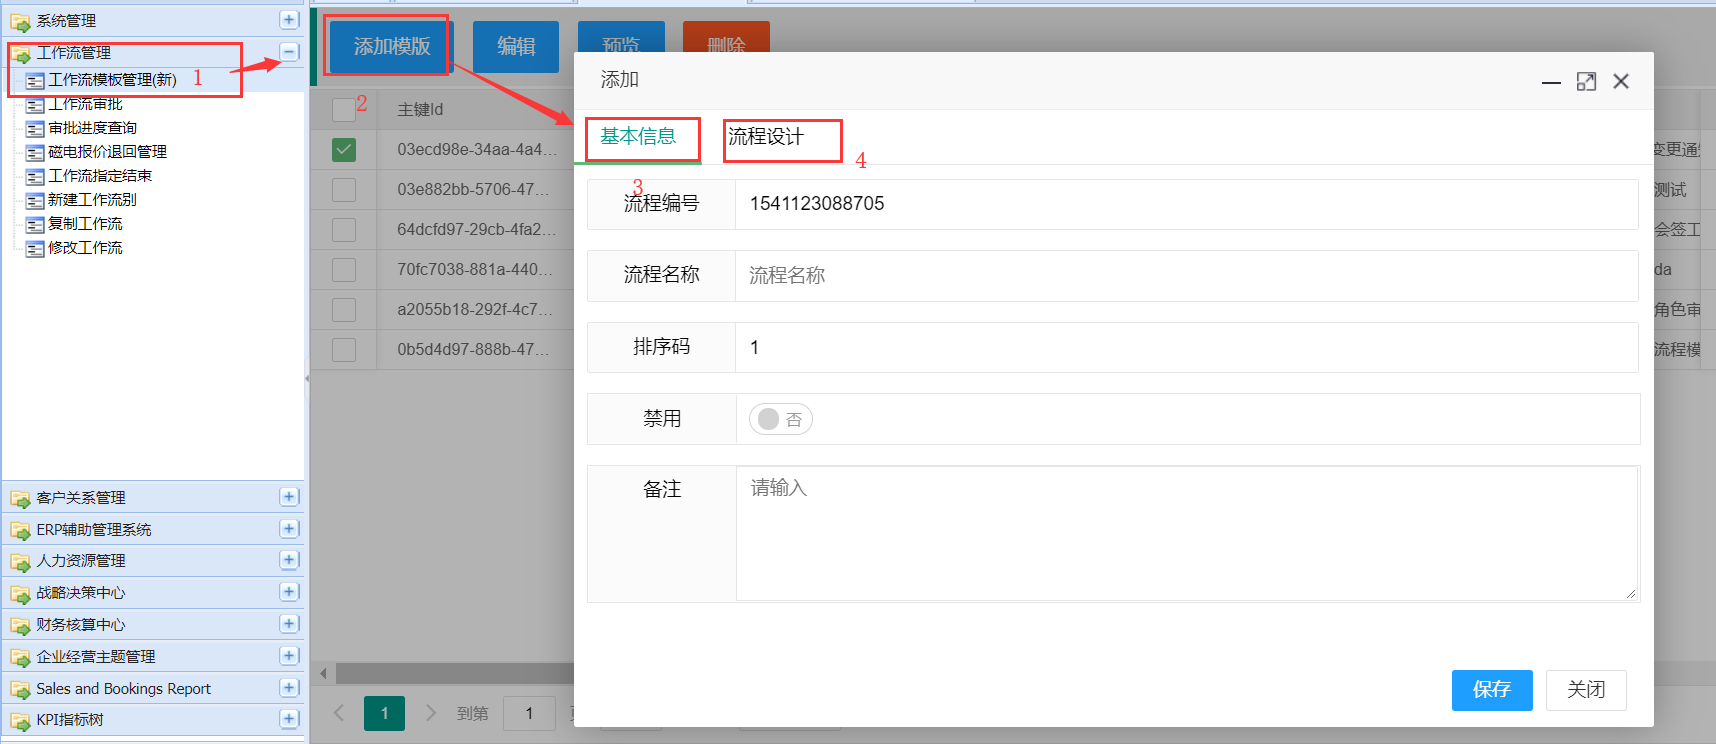 系统管理
工作流管理
工作流模板管理(新)
1
工作流审批
审批进度查询
磁电报价退回管理
工作流指定结束
新建工作流别
复制工作流
修改工作流
客户关系管理
ERP辅助管理系统
人力资源管理
战略决策中心
财务核算中心
企业经营主题管理
Sales and Bookings Report
KPI指标树
添加模版
编辑
预览
删除
2
主键Id
03ecd98e-34aa-4a4...
03e882bb-5706-47...
64dcfd97-29cb-4fa2...
70fc7038-881a-440...
a2055b18-292f-4c7...
0b5d4d97-888b-47...
变更通
测试
会签工
da
角色审
流程模
1
到第
1
添加
基本信息
流程设计
3
4
流程编号
1541123088705
流程名称
流程名称
排序码
1
禁用
否
备注
请输入
保存
关闭